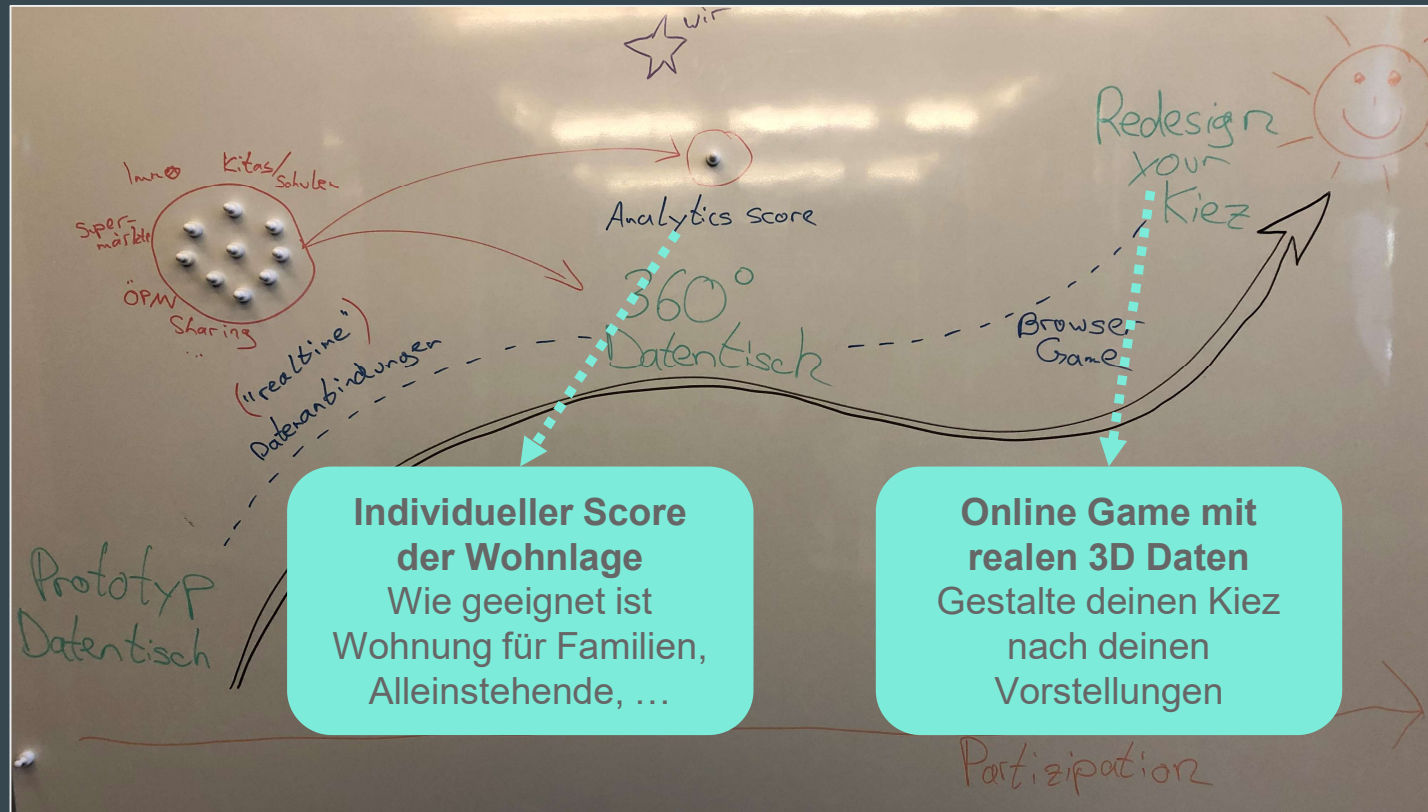 wir
Redesign
your
Kiez
Immo
Kitas/
Schulen
Super-
märkte
ÖPNV
Sharing
...
Analytics score
360°
Datentisch
("realtime")
Datenanbindungen
Browser
Game
Prototyp
Datentisch
Individueller Score
der Wohnlage
Wie geeignet ist
Wohnung für Familien,
Alleinstehende, …
Online Game mit
realen 3D Daten
Gestalte deinen Kiez
nach deinen
Vorstellungen
Partizipation